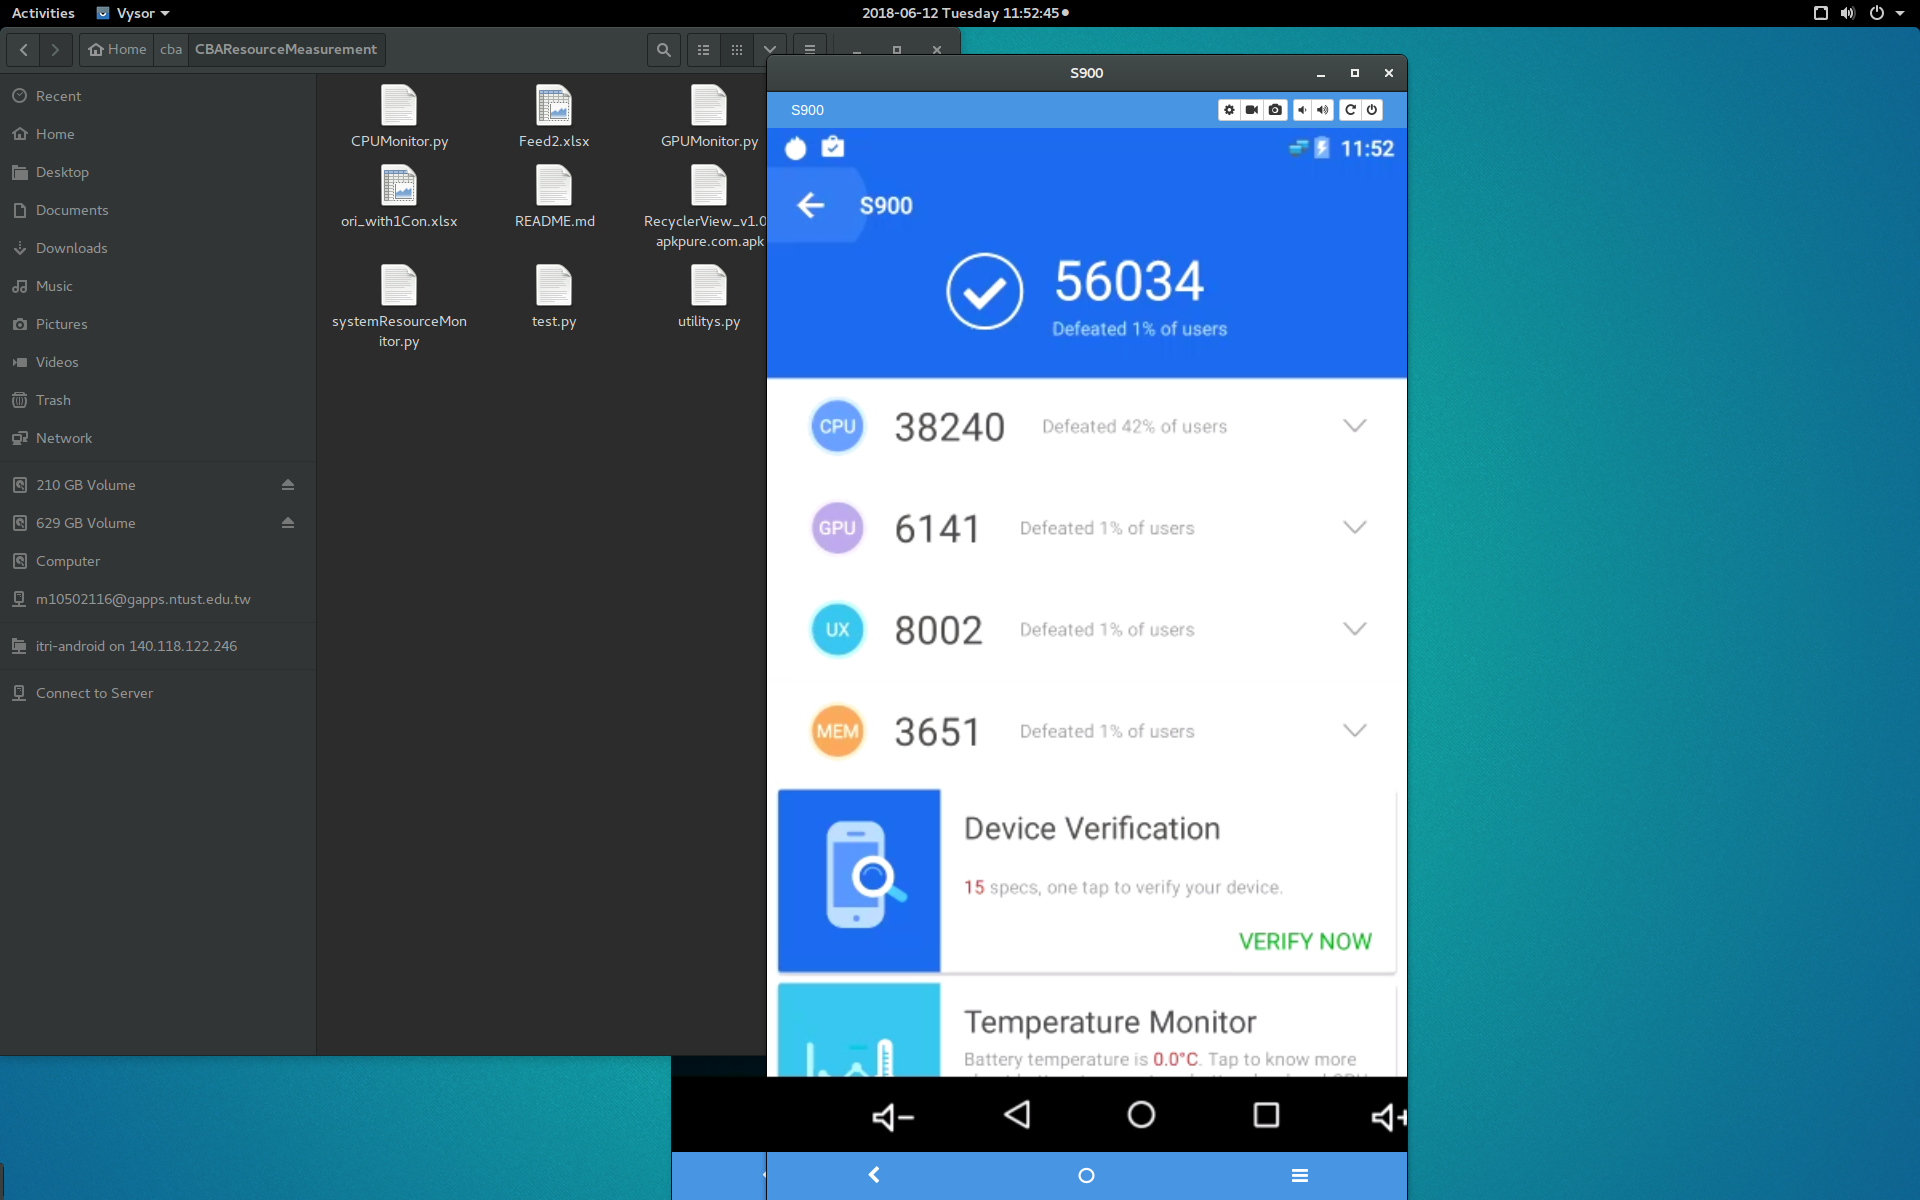 Activities
Vysor
2018-06-12 Tuesday 11:52:45
Home
cba
CBAResourceMeasurement
Recent
Home
Desktop
Documents
Downloads
Music
Pictures
Videos
Trash
Network
210 GB Volume
629 GB Volume
Computer
m10502116@gapps.ntust.edu.tw
itri-android on 140.118.122.246
Connect to Server
CPUMonitor.py
Feed2.xlsx
GPUMonitor.py
ori_with1Con.xlsx
README.md
RecyclerView_v1.0
apkpure.com.apk
systemResourceMon
itor.py
test.py
utilitys.py
S900
S900
11:52
S900
56034
Defeated 1% of users
CPU
38240
Defeated 42% of users
GPU
6141
Defeated 1% of users
UX
8002
Defeated 1% of users
MEM
3651
Defeated 1% of users
Device Verification
15 specs, one tap to verify your device.
VERIFY NOW
Temperature Monitor
Battery temperature is 0.0°C. Tap to know more